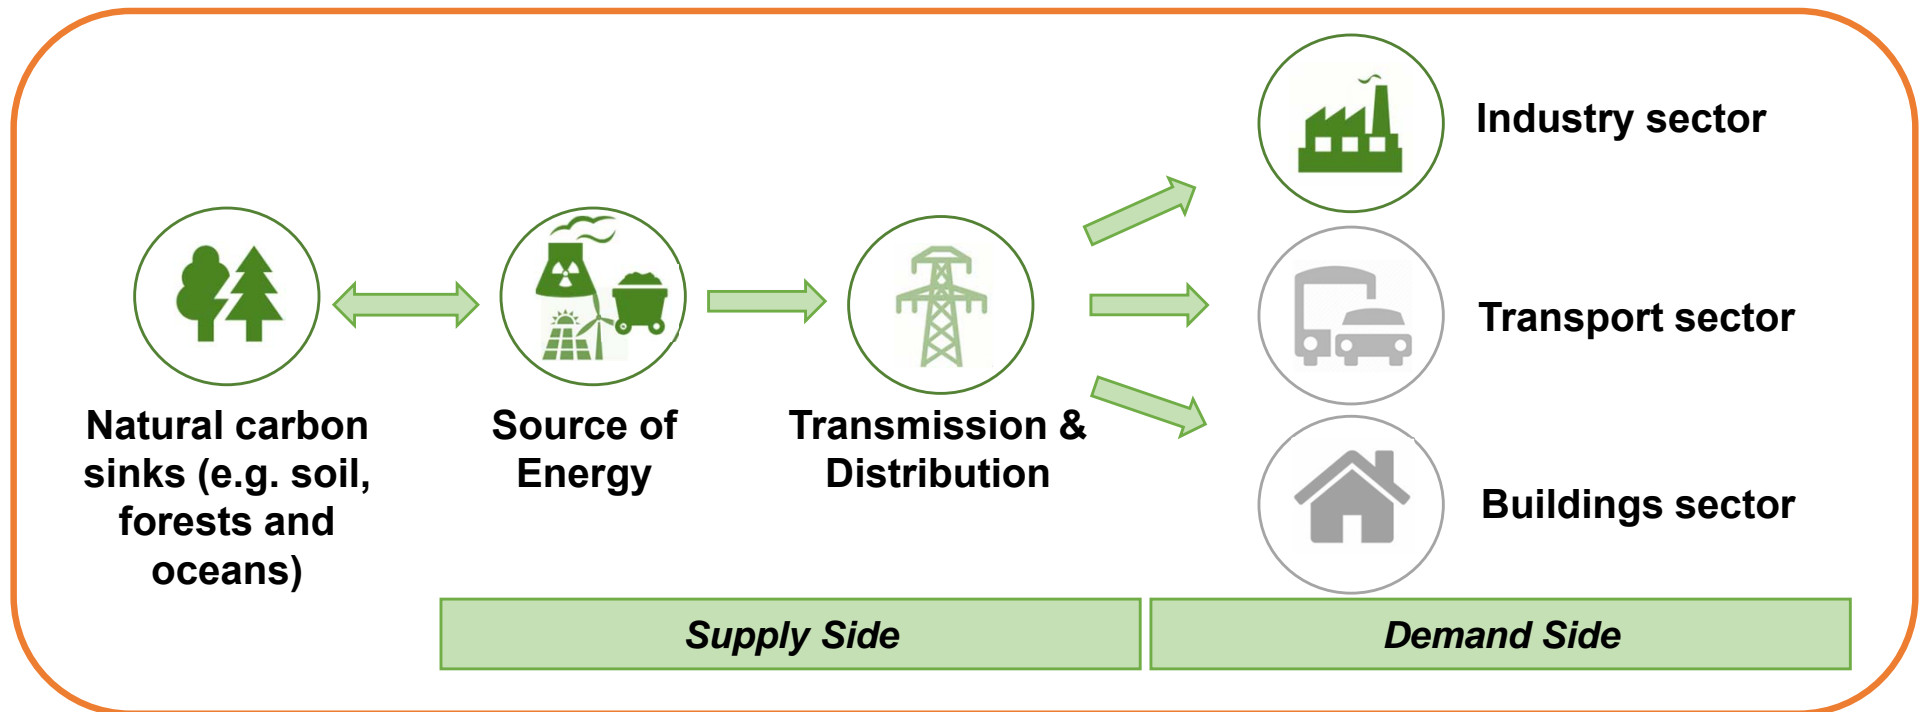 Industry sector
Transport sector
Natural carbon
sinks (e.g. soil,
forests and
oceans)
Source of
Energy
Transmission &
Distribution
Buildings sector
Supply Side
Demand Side